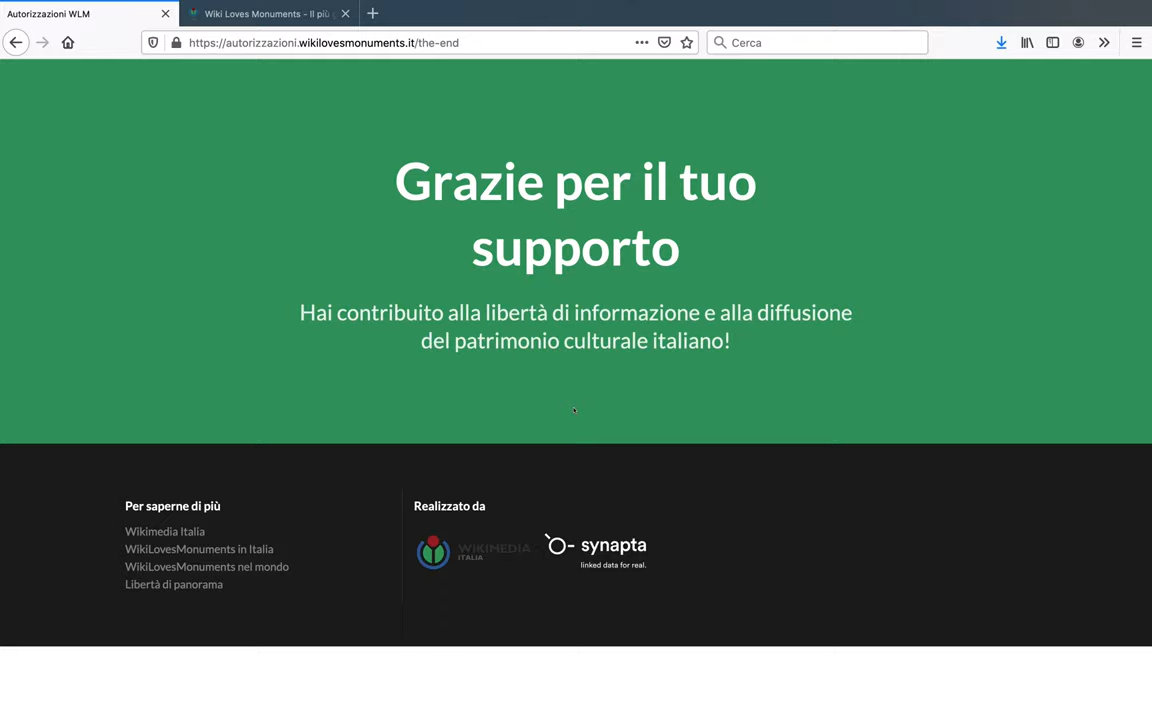 Autorizzazioni WLM
Wiki Loves Monuments - Il più
https://autorizzazioni.wikilovesmonuments.it/the-end
Cerca
Grazie per il tuo
supporto
Hai contribuito alla libertà di informazione e alla diffusione
del patrimonio culturale italiano!
Per saperne di più
Wikimedia Italia
WikiLovesMonuments in Italia
WikiLovesMonuments nel mondo
Libertà di panorama
Realizzato da
WIKIMEDIA
ITALIA
synapta
linked data for real.